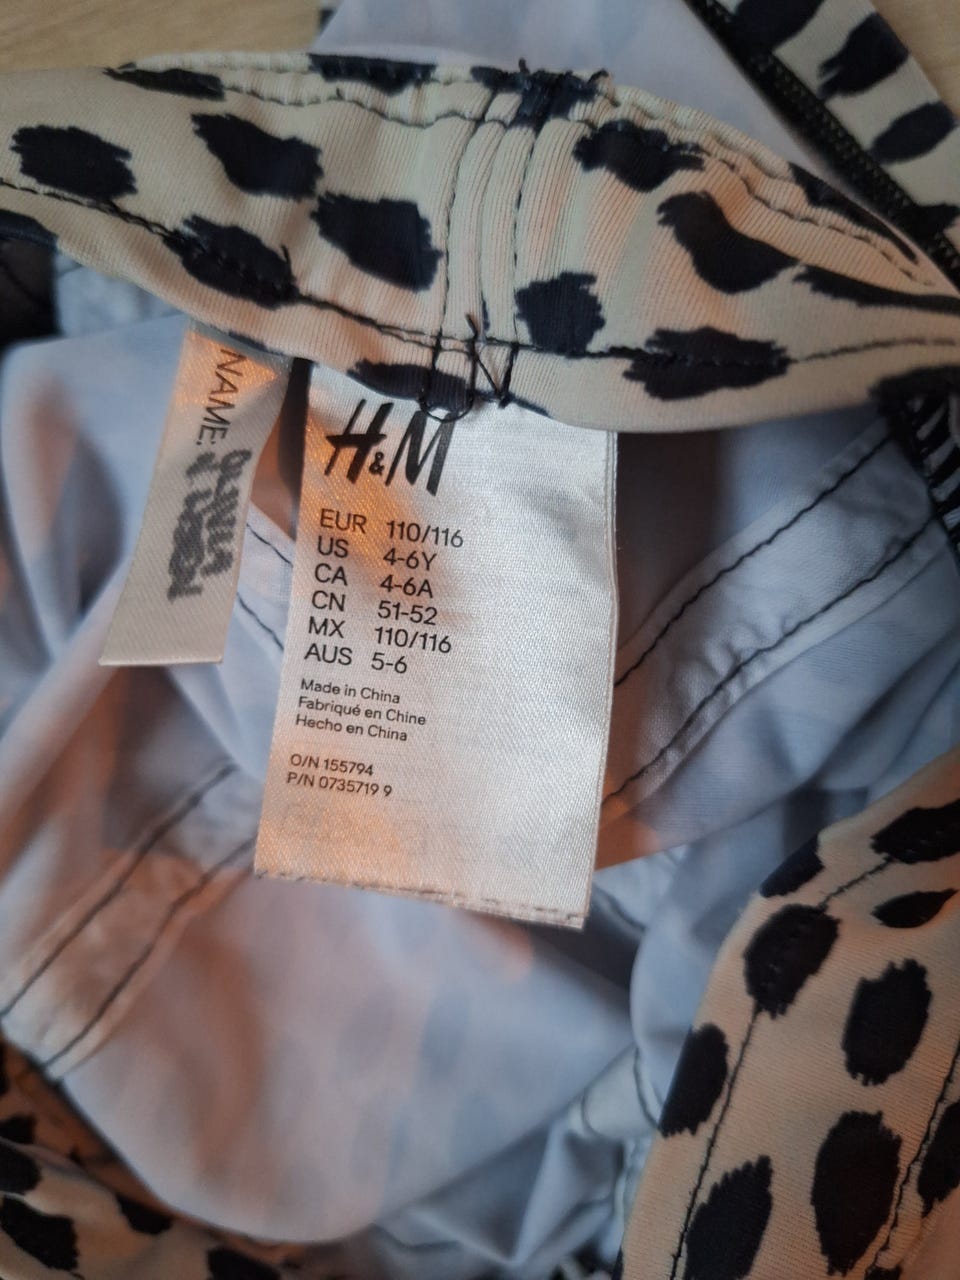 NAME:
H&M
EUR 110/116
US 4-6Y
CA 4-6A
CN 51-52
MX 110/116
AUS 5-6
Made in China
Fabriqué en Chine
Hecho en China
O/N 155794
P/N 0735719 9